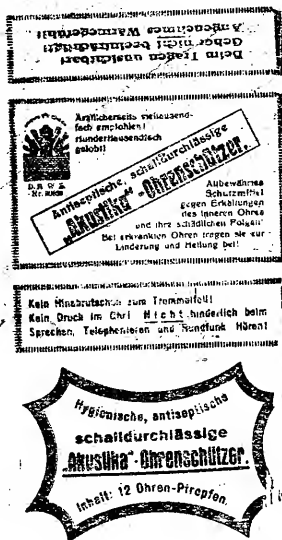 Beim Tragen unsichtbar!
Gehör nicht beeinträchtigt!
Angenehmes Wärmegefühl!
Ärztlicherseits vieltausend-
fach empfohlen!
Hunderttausendfach
gelobt!
D. R. W. Z.
Nr.
Antiseptische, schalldurchlässige
„Akustika"-Ohrenschützer.
Altbewährtes
Schutzmittel
gegen Erkältungen
des inneren Ohres
und ihre schädlichen Folgen!
Bei erkrankten Ohren tragen sie zur
Linderung und Heilung bei!
Kein Hineinrutschen zum Trommelfell!
Kein Druck im Ohr! Nicht hinderlich beim
Sprechen, Telephonieren und Rundfunk Hören!
Hygienische, antiseptische
schalldurchlässige
„Akustika"-Ohrenschützer.
Inhalt: 12 Ohren-Pfropfen.